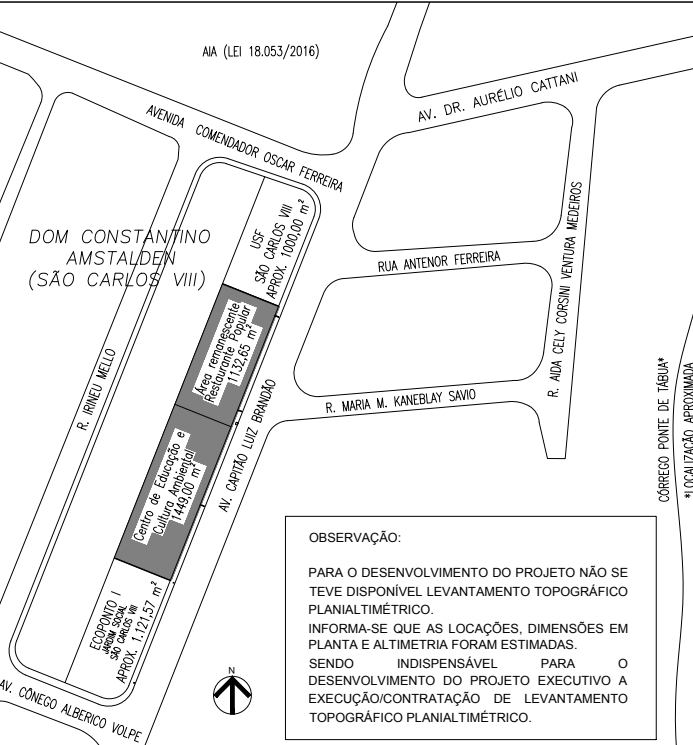 AIA (LEI 18.053/2016)
AV. DR. AURÉLIO CATTANI
AVENIDA COMENDADOR OSCAR FERREIRA
DOM CONSTANTINO
AMSTALDEN
(SÃO CARLOS VIII)
USF
SÃO CARLOS VIII
APROX. 1000,00 m²
RUA ANTENOR FERREIRA
R. AIDA CELY CORSINI VENTURA MEDEIROS
Área remanescente
Restaurante Popular
1132,65 m²
R. IRINEU MELLO
R. MARIA M. KANEBLAY SAVIO
AV. CAPITÃO LUIZ BRANDÃO
Centro de Educação e
Cultura Ambiental
1449,00 m²
CÓRREGO PONTE DE TÁBUA*
*LOCALIZAÇÃO APROXIMADA
ECOPONTO I
JARDIM SOCIAL
SÃO CARLOS VIII
APROX. 1.121,57 m²
AV. CÔNEGO ALBERICO VOLPE
N
OBSERVAÇÃO:
PARA O DESENVOLVIMENTO DO PROJETO NÃO SE
TEVE DISPONÍVEL LEVANTAMENTO TOPOGRÁFICO
PLANIALTIMÉTRICO.
INFORMA-SE QUE AS LOCAÇÕES, DIMENSÕES EM
PLANTA E ALTIMETRIA FORAM ESTIMADAS.
SENDO INDISPENSÁVEL PARA O
DESENVOLVIMENTO DO PROJETO EXECUTIVO A
EXECUÇÃO/CONTRATAÇÃO DE LEVANTAMENTO
TOPOGRÁFICO PLANIALTIMÉTRICO.